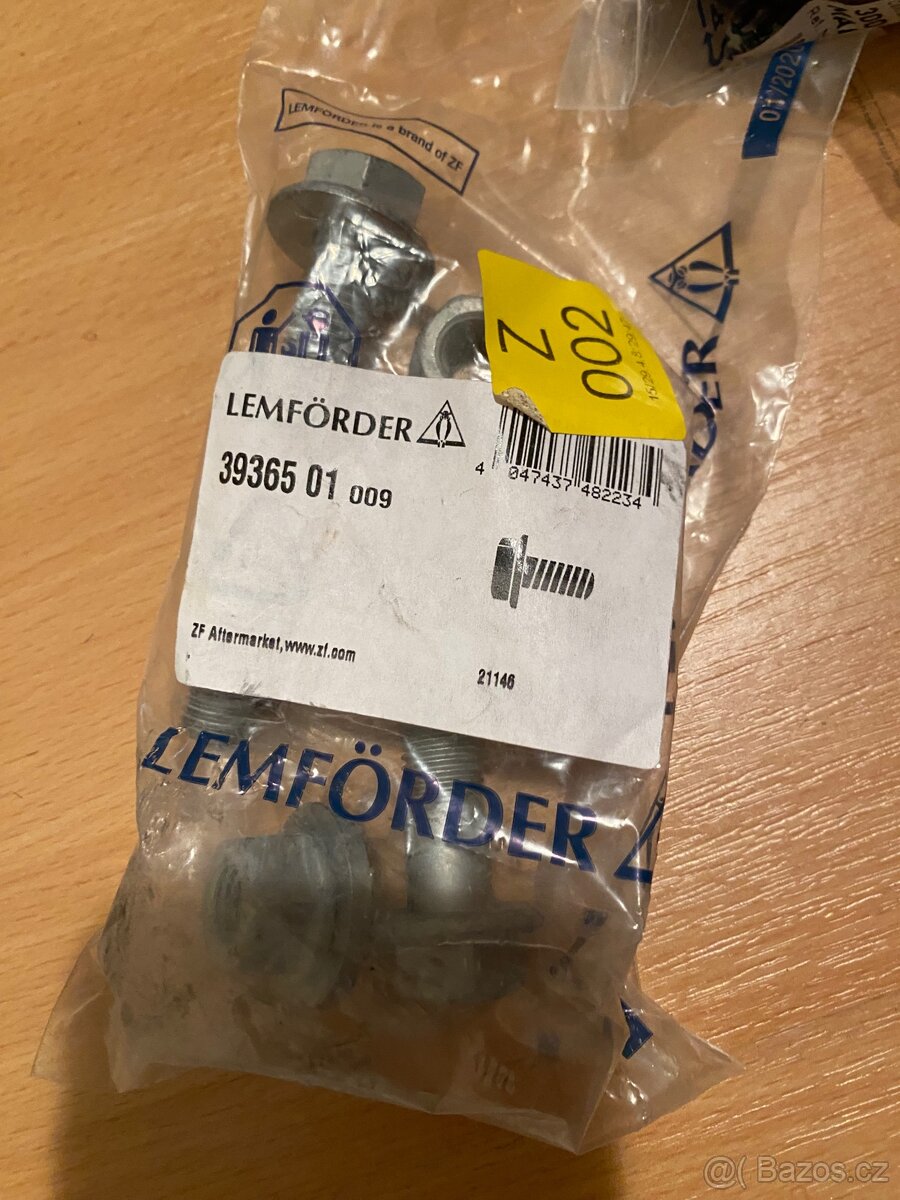 LEMFÖRDER is a brand of ZF
Z
002
LEMFÖRDER
39365 01 009
4 047437 482234
ZF Aftermarket,www.zf.com
21146
LEMFÖRDER
@( Bazos.cz